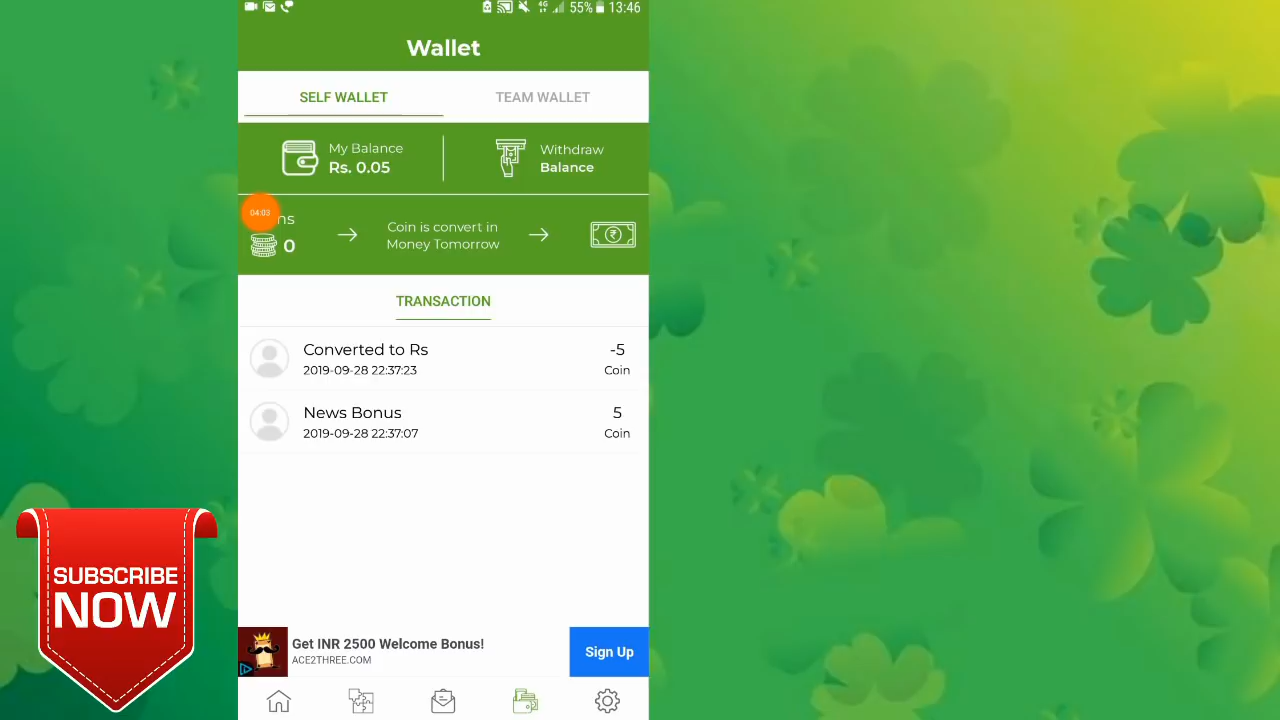 4G 55% 13:46
Wallet
SELF WALLET
TEAM WALLET
My Balance
Rs. 0.05
Withdraw
Balance
04:03
ns
0
Coin is convert in
Money Tomorrow
₹
TRANSACTION
Converted to Rs
-5
2019-09-28 22:37:23
Coin
News Bonus
5
2019-09-28 22:37:07
Coin
SUBSCRIBE
NOW
Get INR 2500 Welcome Bonus!
ACE2THREE.COM
Sign Up